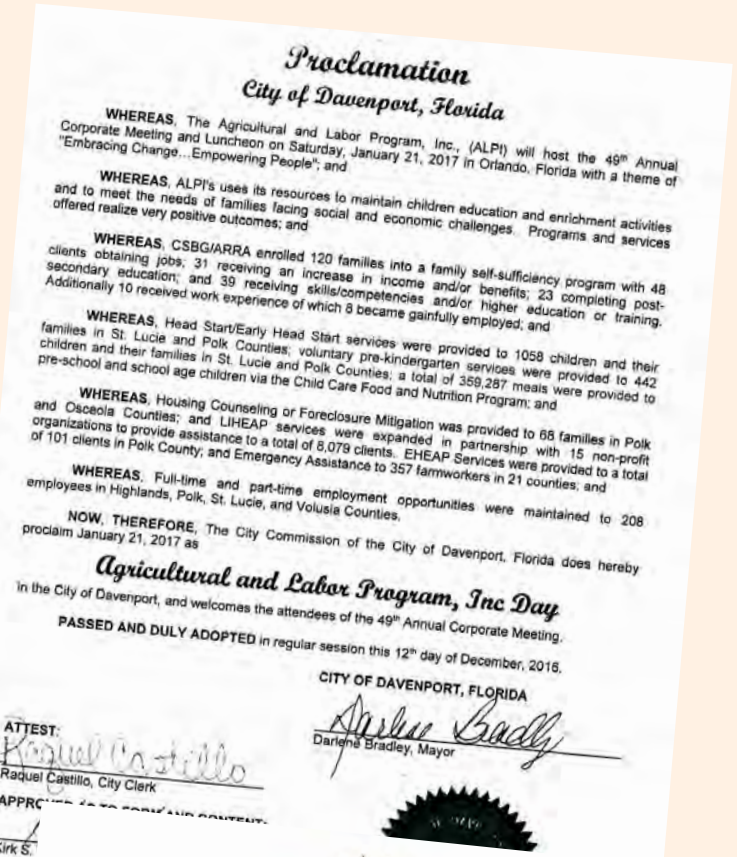 Proclamation
City of Davenport, Florida
WHEREAS, The Agricultural and Labor Program, Inc., (ALPI) will host the 49th Annual
Corporate Meeting and Luncheon on Saturday, January 21, 2017 in Orlando, Florida with a theme of
"Embracing Change...Empowering People"; and
WHEREAS, ALPI's uses its resources to maintain children education and enrichment activities
and to meet the needs of families facing social and economic challenges. Programs and services
offered realize very positive outcomes; and
WHEREAS, CSBG/ARRA enrolled 120 families into a family self-sufficiency program with 48
clients obtaining jobs; 31 receiving an increase in income and/or benefits; 23 completing post-
secondary education; and 39 receiving skills/competencies and/or higher education or training.
Additionally 10 received work experience of which 8 became gainfully employed; and
WHEREAS, Head Start/Early Head Start services were provided to 1058 children and their
families in St. Lucie and Polk Counties; voluntary pre-kindergarten services were provided to 442
children and their families in St. Lucie and Polk Counties; a total of 359,287 meals were provided to
pre-school and school age children via the Child Care Food and Nutrition Program; and
WHEREAS, Housing Counseling or Foreclosure Mitigation was provided to 68 families in Polk
and Osceola Counties; and LIHEAP services were expanded in partnership with 15 non-profit
organizations to provide assistance to a total of 8,079 clients. EHEAP Services were provided to a total
of 101 clients in Polk County; and Emergency Assistance to 357 farmworkers in 21 counties; and
WHEREAS, Full-time and part-time employment opportunities were maintained to 208
employees in Highlands, Polk, St. Lucie, and Volusia Counties.
NOW, THEREFORE, The City Commission of the City of Davenport, Florida does hereby
proclaim January 21, 2017 as
Agricultural and Labor Program, Inc Day
in the City of Davenport, and welcomes the attendees of the 49th Annual Corporate Meeting.
PASSED AND DULY ADOPTED in regular session this 12th day of December, 2016.
CITY OF DAVENPORT, FLORIDA
Darlene Bradly
Darlene Bradley, Mayor
ATTEST:
Raquel Castillo
Raquel Castillo, City Clerk
APPROVED AS TO FORM AND CONTENT:
Kirk S.